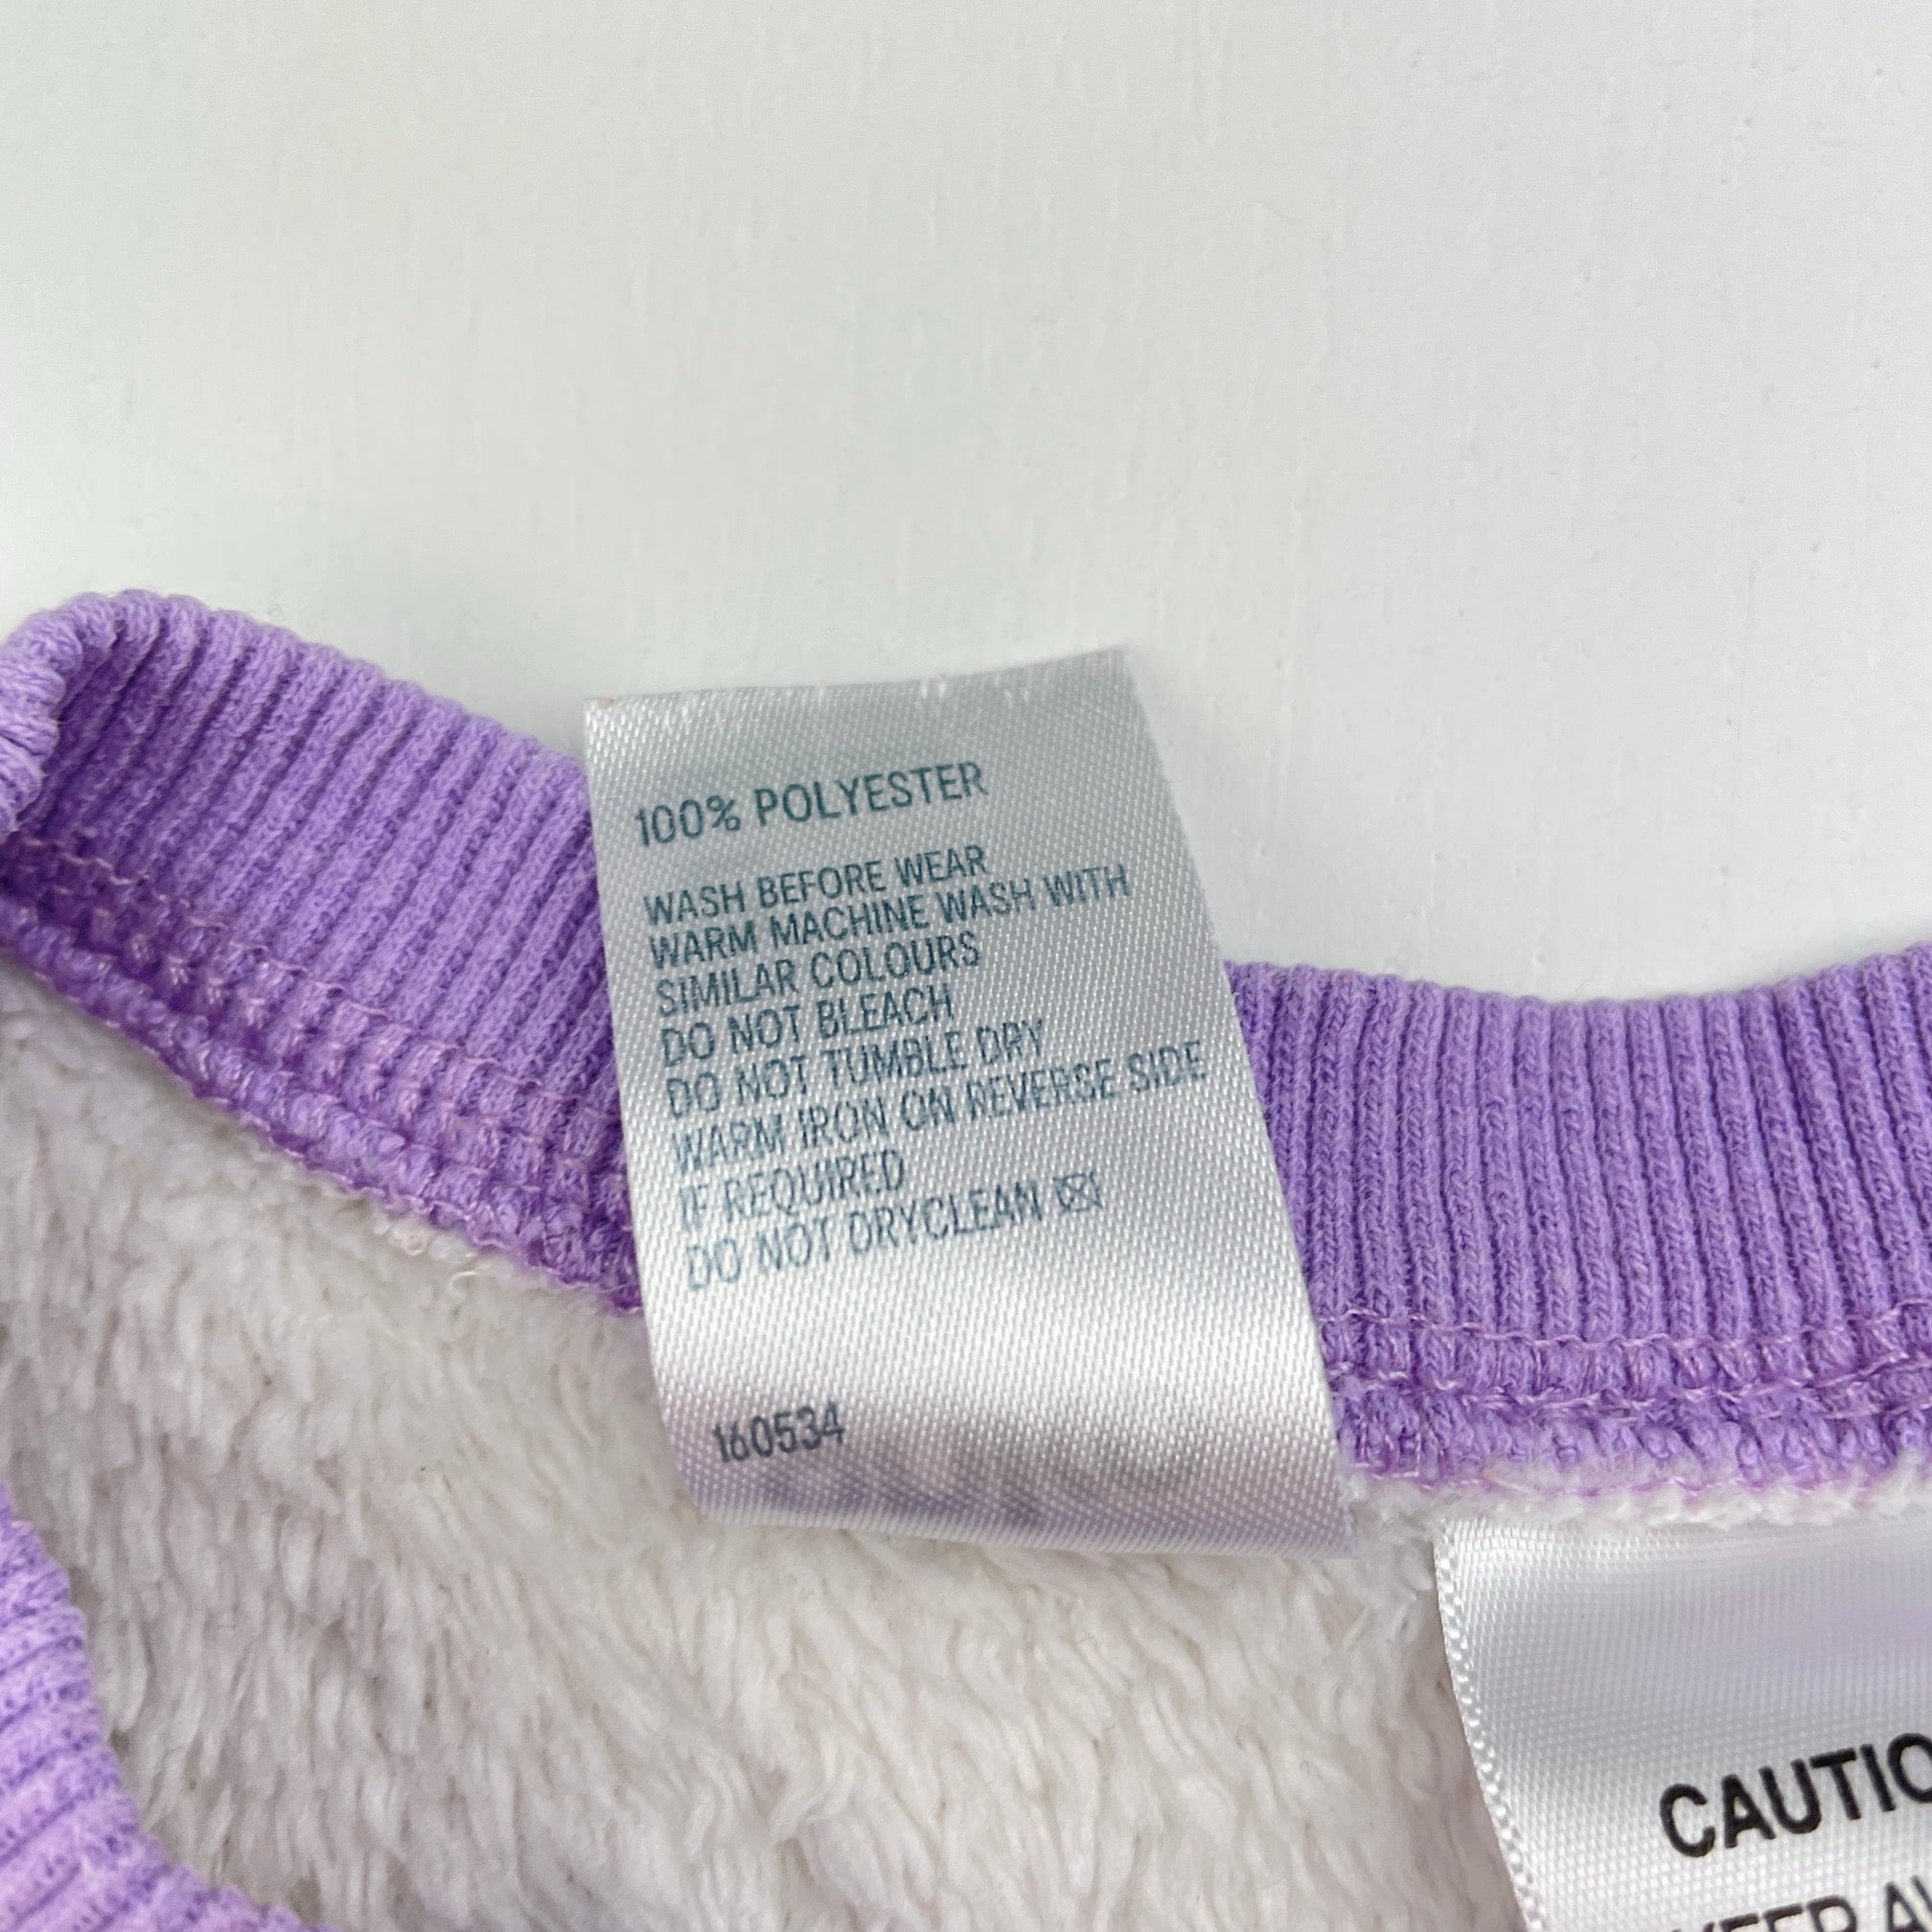 100% POLYESTER
WASH BEFORE WEAR
WARM MACHINE WASH WITH
SIMILAR COLOURS
DO NOT BLEACH
DO NOT TUMBLE DRY
WARM IRON ON REVERSE SIDE
IF REQUIRED
DO NOT DRYCLEAN
160534
CAUTIO